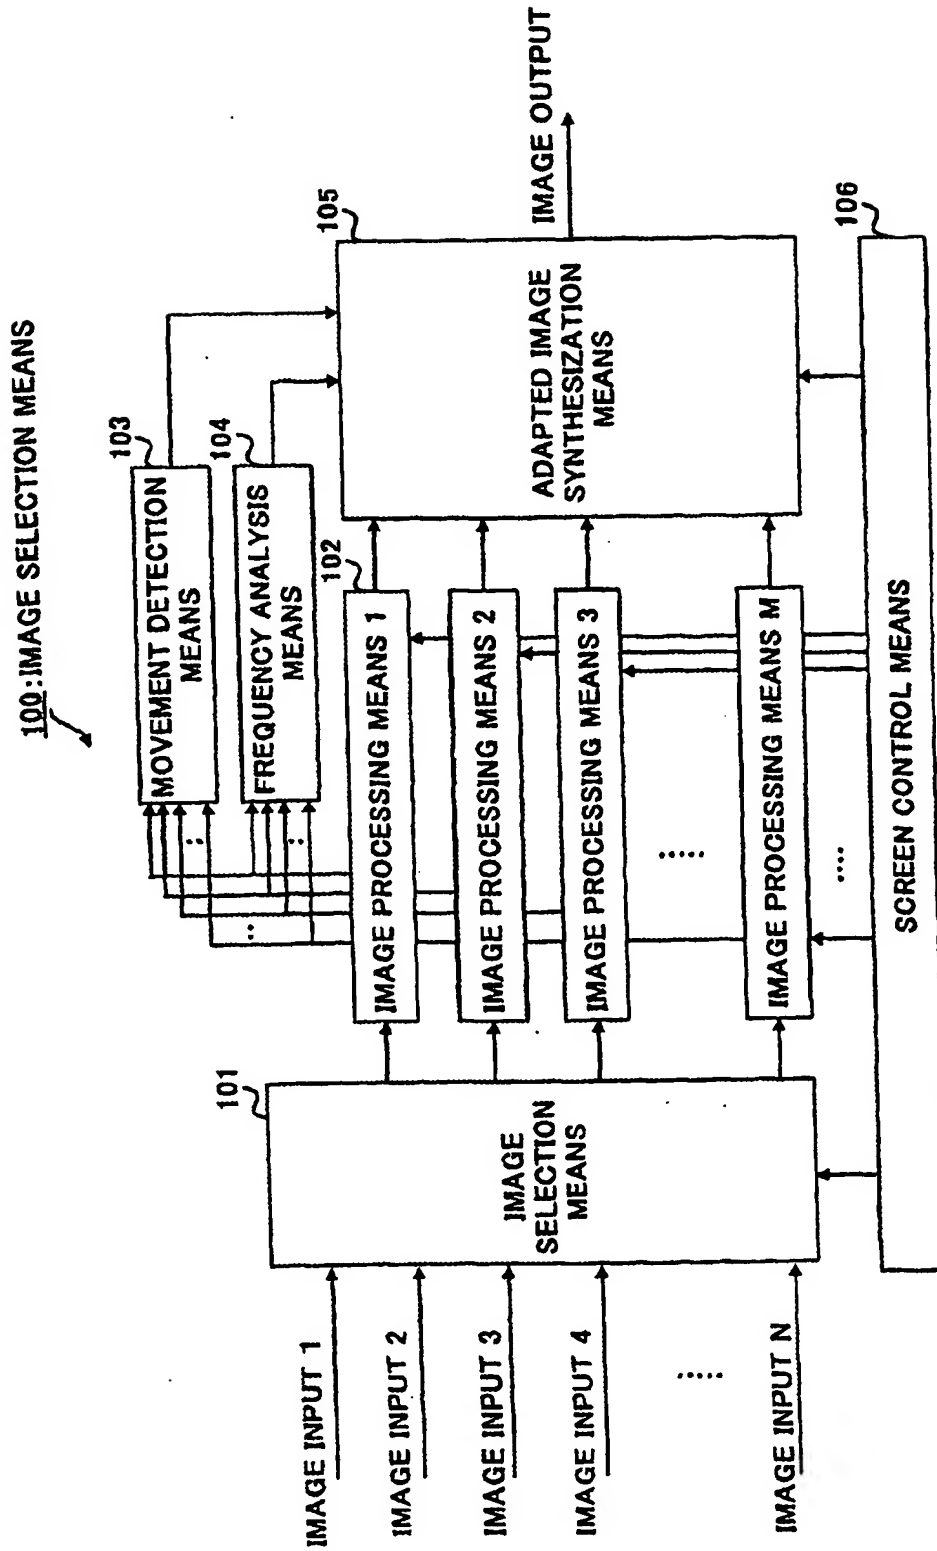 100:IMAGE SELECTION MEANS
IMAGE INPUT 1
IMAGE INPUT 2
IMAGE INPUT 3
IMAGE INPUT 4
.....
IMAGE INPUT N
101
IMAGE
SELECTION
MEANS
103
MOVEMENT DETECTION
MEANS
104
FREQUENCY ANALYSIS
MEANS
102
IMAGE PROCESSING MEANS 1
IMAGE PROCESSING MEANS 2
IMAGE PROCESSING MEANS 3
.....
IMAGE PROCESSING MEANS M
....
105
ADAPTED IMAGE
SYNTHESIZATION
MEANS
IMAGE OUTPUT
106
SCREEN CONTROL MEANS